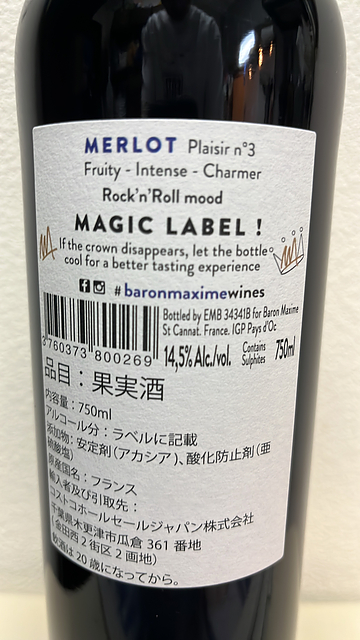 MERLOT Plaisir n°3
Fruity - Intense - Charmer
Rock'n'Roll mood
MAGIC LABEL !
If the crown disappears, let the bottle
cool for a better tasting experience
#baronmaximewines
Bottled by EMB 34341B for Baron Maxime
St Cannat. France. IGP Pays d'Oc
14,5% Alc./vol. Contains Sulphites 750ml
3760373 800269
品目：果実酒
内容量：750ml
アルコール分：ラベルに記載
添加物：安定剤（アカシア）、酸化防止剤（亜
硫酸塩）
原産国名：フランス
輸入者及び引取先：
コストコホールセールジャパン株式会社
千葉県木更津市瓜倉 361 番地
（金田西２街区２画地）
飲酒は 20 歳になってから。